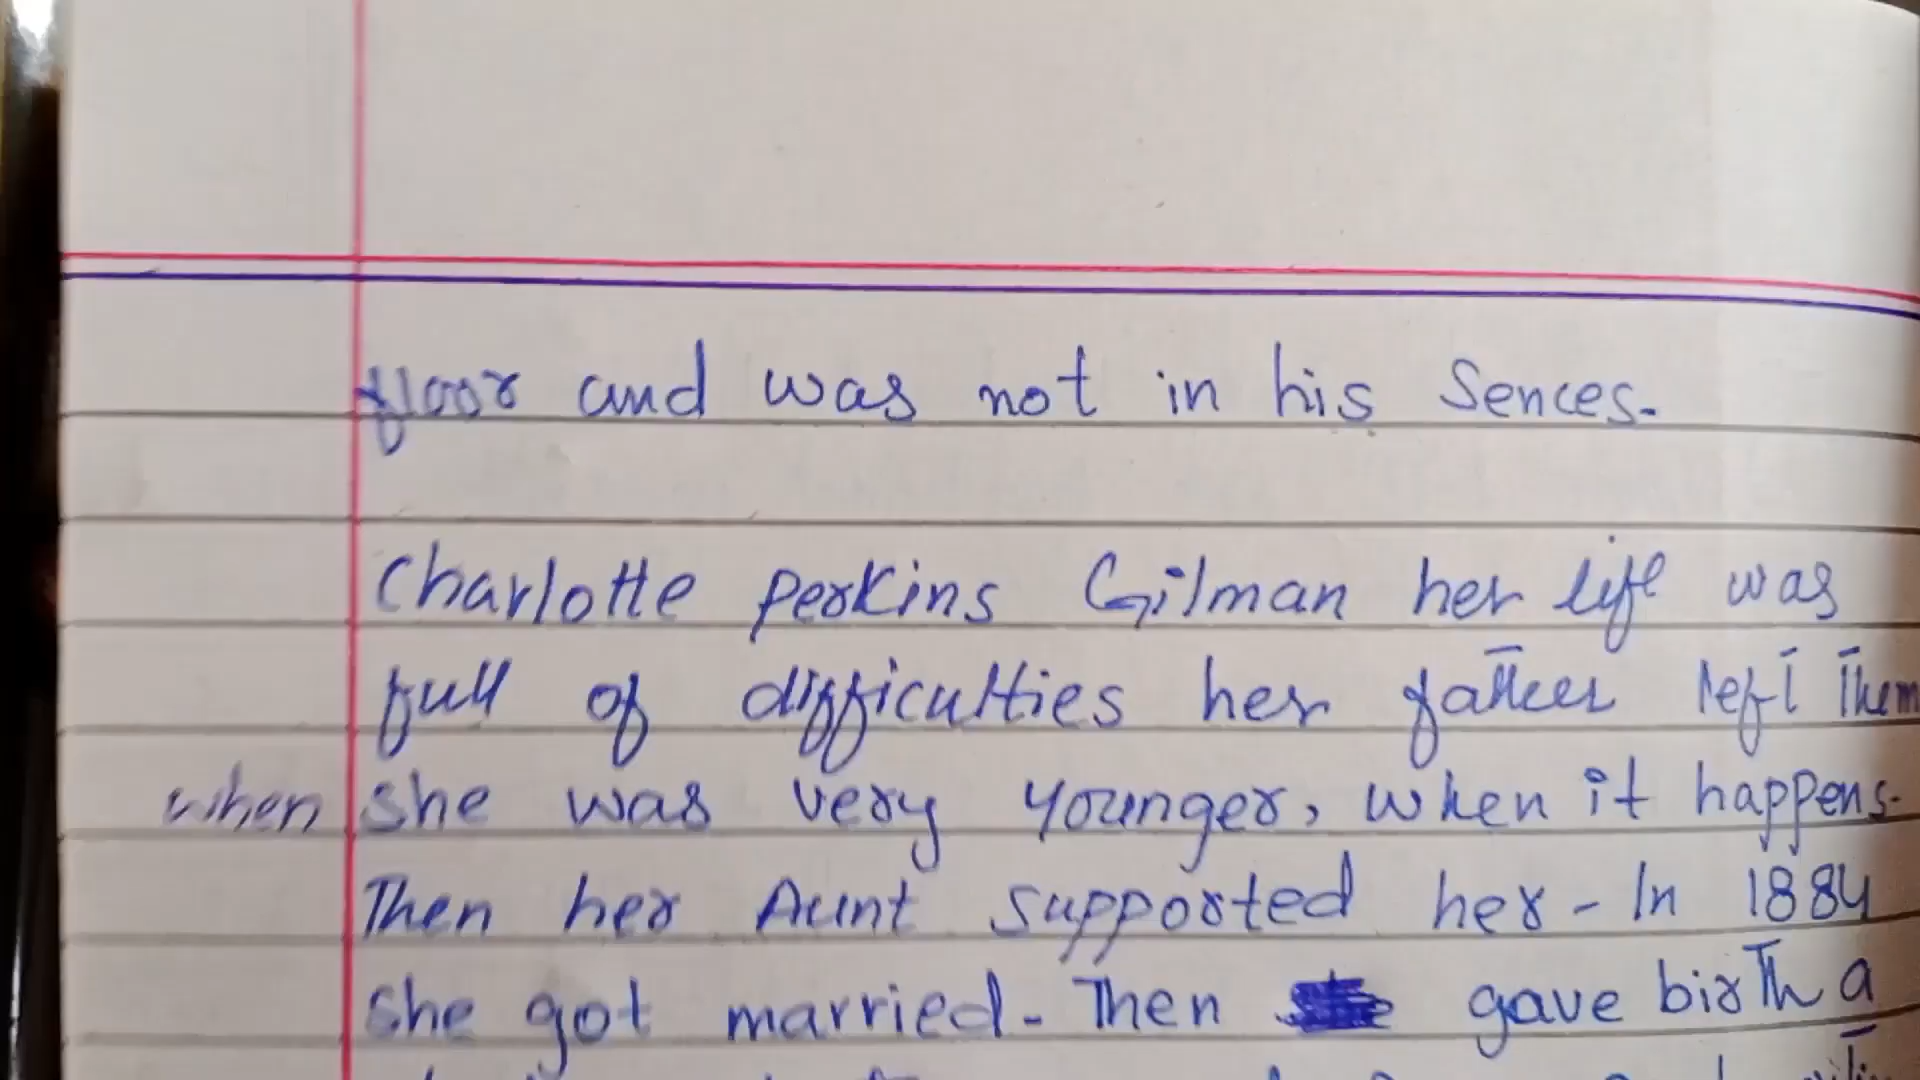 floor and was not in his Sences.
Charlotte Perkins Gilman her life was
full of difficulties her father left them
when she was very younger, when it happens.
Then her Aunt supported her - In 1884
she got married. Then gave birth a